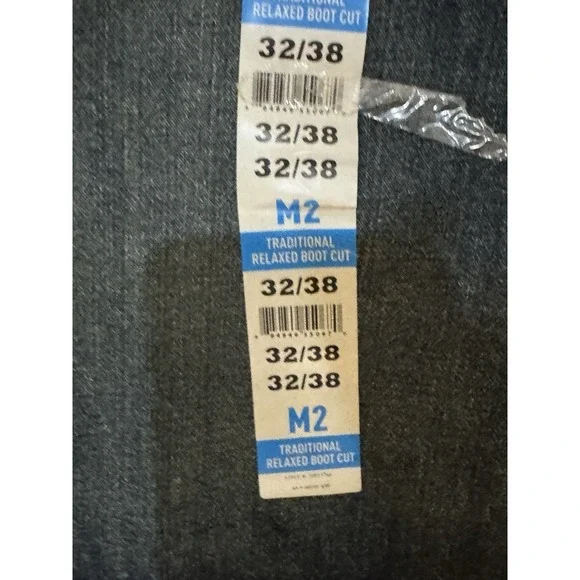 TRADITIONAL
RELAXED BOOT CUT
32/38
32/38
32/38
M2
TRADITIONAL
RELAXED BOOT CUT
32/38
32/38
32/38
M2
TRADITIONAL
RELAXED BOOT CUT